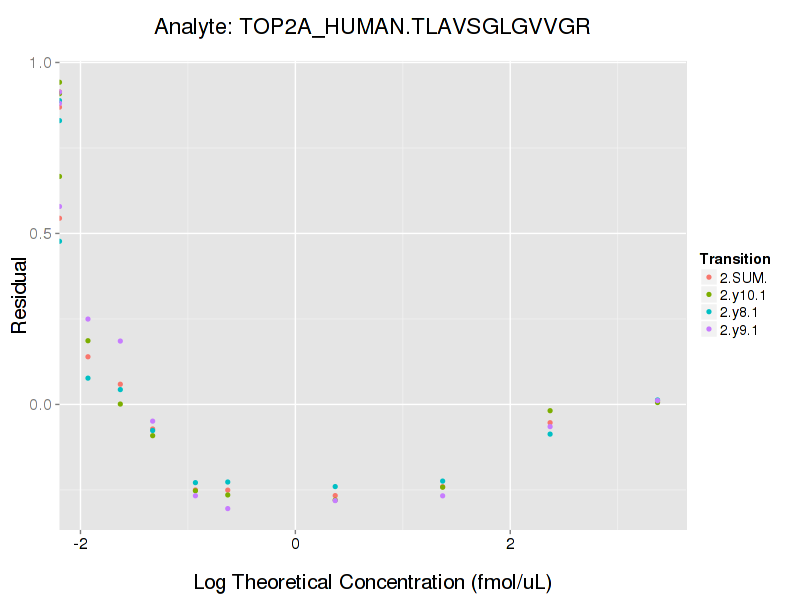 Analyte: TOP2A_HUMAN.TLAVSGLGVVGR
1.0
0.5
0.0
Residual
-2 0 2
Log Theoretical Concentration (fmol/uL)
Transition
2.SUM.
2.y10.1
2.y8.1
2.y9.1